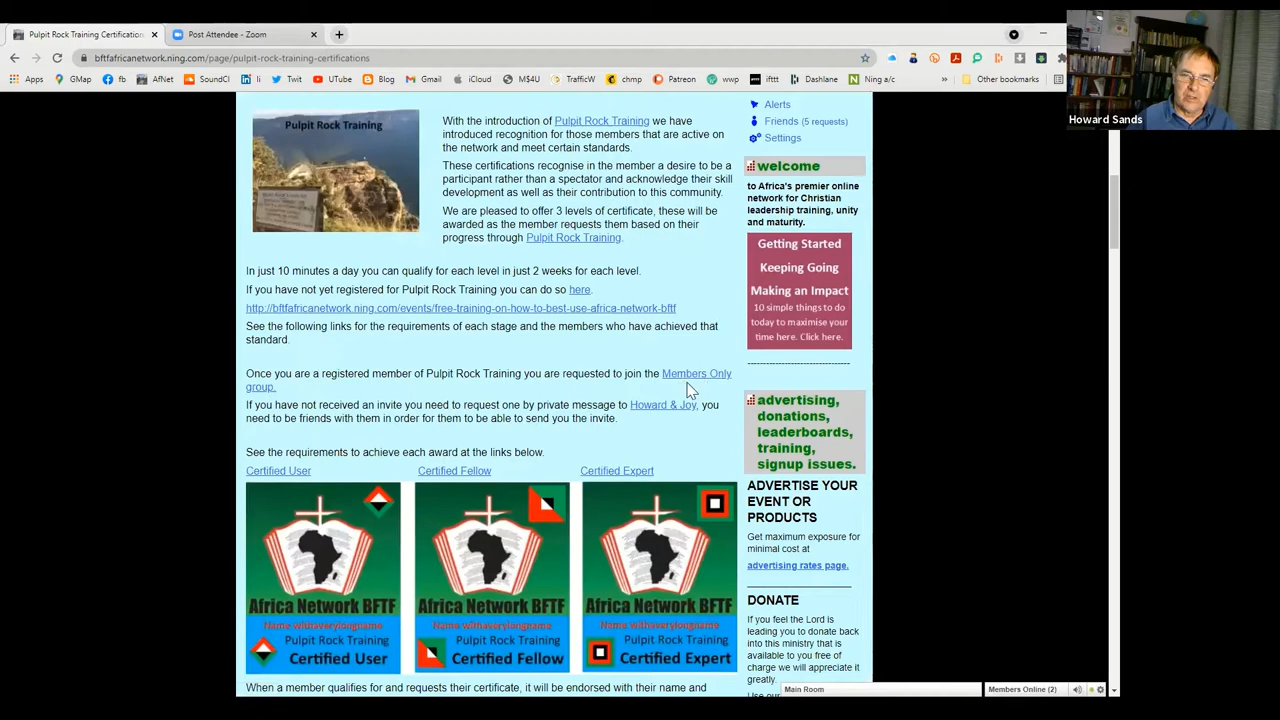 Pulpit Rock Training Certification
Post Attendee - Zoom
bftfafricanetwork.ning.com/page/pulpit-rock-training-certifications
Apps
GMap
fb
AfNet
SoundCl
li
Twit
UTube
Blog
Gmail
iCloud
MS4U
TrafficW
chmp
Patreon
wwp
ifttt
Dashlane
Ning a/c
»
Other bookmarks
Howard Sands
Pulpit Rock Training
With the introduction of Pulpit Rock Training we have
introduced recognition for those members that are active on
the network and meet certain standards.
These certifications recognise in the member a desire to be a
participant rather than a spectator and acknowledge their skill
development as well as their contribution to this community.
We are pleased to offer 3 levels of certificate, these will be
awarded as the member requests them based on their
progress through Pulpit Rock Training.
In just 10 minutes a day you can qualify for each level in just 2 weeks for each level.
If you have not yet registered for Pulpit Rock Training you can do so here.
http://bftfafricanetwork.ning.com/events/free-training-on-how-to-best-use-africa-network-bftf
See the following links for the requirements of each stage and the members who have achieved that
standard.
Once you are a registered member of Pulpit Rock Training you are requested to join the Members Only
group.
If you have not received an invite you need to request one by private message to Howard & Joy, you
need to be friends with them in order for them to be able to send you the invite.
See the requirements to achieve each award at the links below.
Certified User
Certified Fellow
Certified Expert
Africa Network BFTF
Name withaverylongname
Pulpit Rock Training
Certified User
Africa Network BFTF
Name withaverylongname
Pulpit Rock Training
Certified Fellow
Africa Network BFTF
Name withaverylongname
Pulpit Rock Training
Certified Expert
When a member qualifies for and requests their certificate, it will be endorsed with their name and
Alerts
Friends (5 requests)
Settings
welcome
to Africa's premier online
network for Christian
leadership training, unity
and maturity.
Getting Started
Keeping Going
Making an Impact
10 simple things to do
today to maximise your
time here. Click here.
advertising,
donations,
leaderboards,
training,
signup issues.
ADVERTISE YOUR
EVENT OR
PRODUCTS
Get maximum exposure for
minimal cost at
advertising rates page.
DONATE
If you feel the Lord is
leading you to donate back
into this ministry that is
available to you free of
charge we will appreciate it
greatly.
Use our
Main Room
Members Online (2)